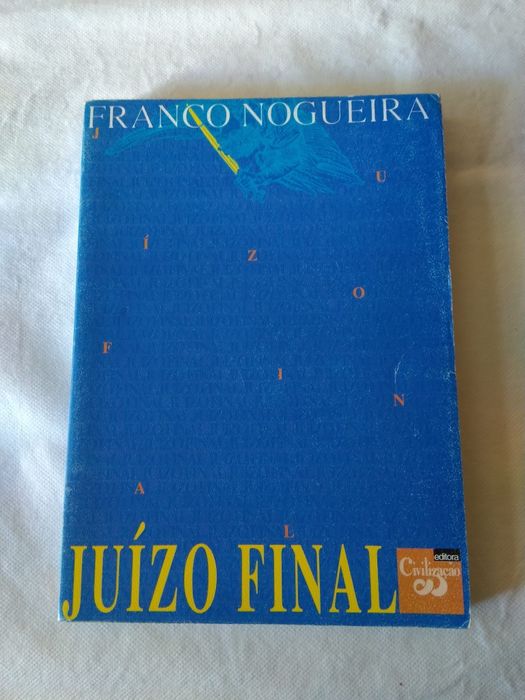 FRANCO NOGUEIRA
J
U
Í
Z
O
F
I
N
A
L
JUÍZO FINAL
editora
Civilização